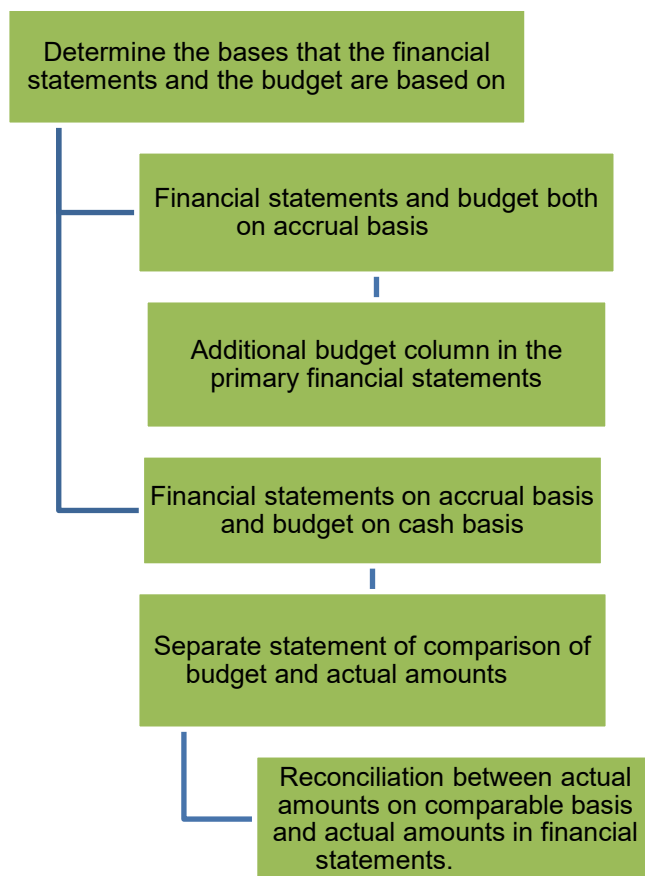 Determine the bases that the financial
statements and the budget are based on
Financial statements and budget both
on accrual basis
Additional budget column in the
primary financial statements
Financial statements on accrual basis
and budget on cash basis
Separate statement of comparison of
budget and actual amounts
Reconciliation between actual
amounts on comparable basis
and actual amounts in financial
statements.